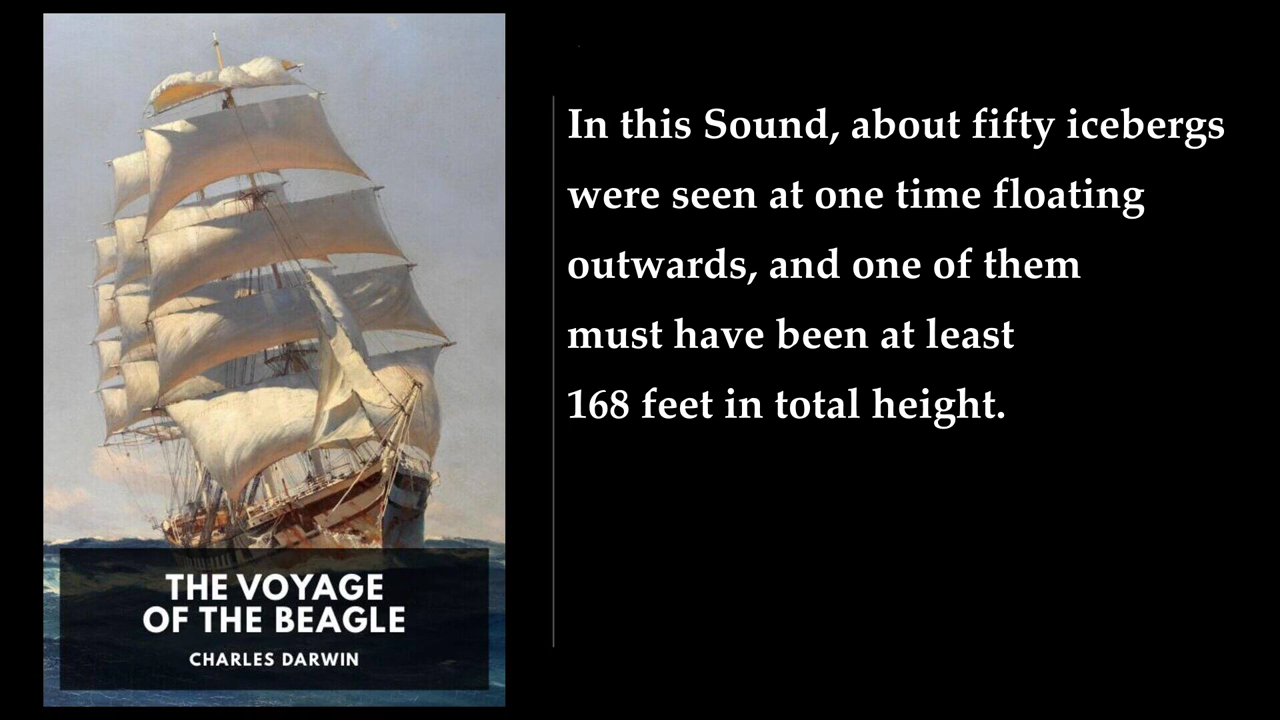 THE VOYAGE
OF THE BEAGLE
CHARLES DARWIN
In this Sound, about fifty icebergs
were seen at one time floating
outwards, and one of them
must have been at least
168 feet in total height.